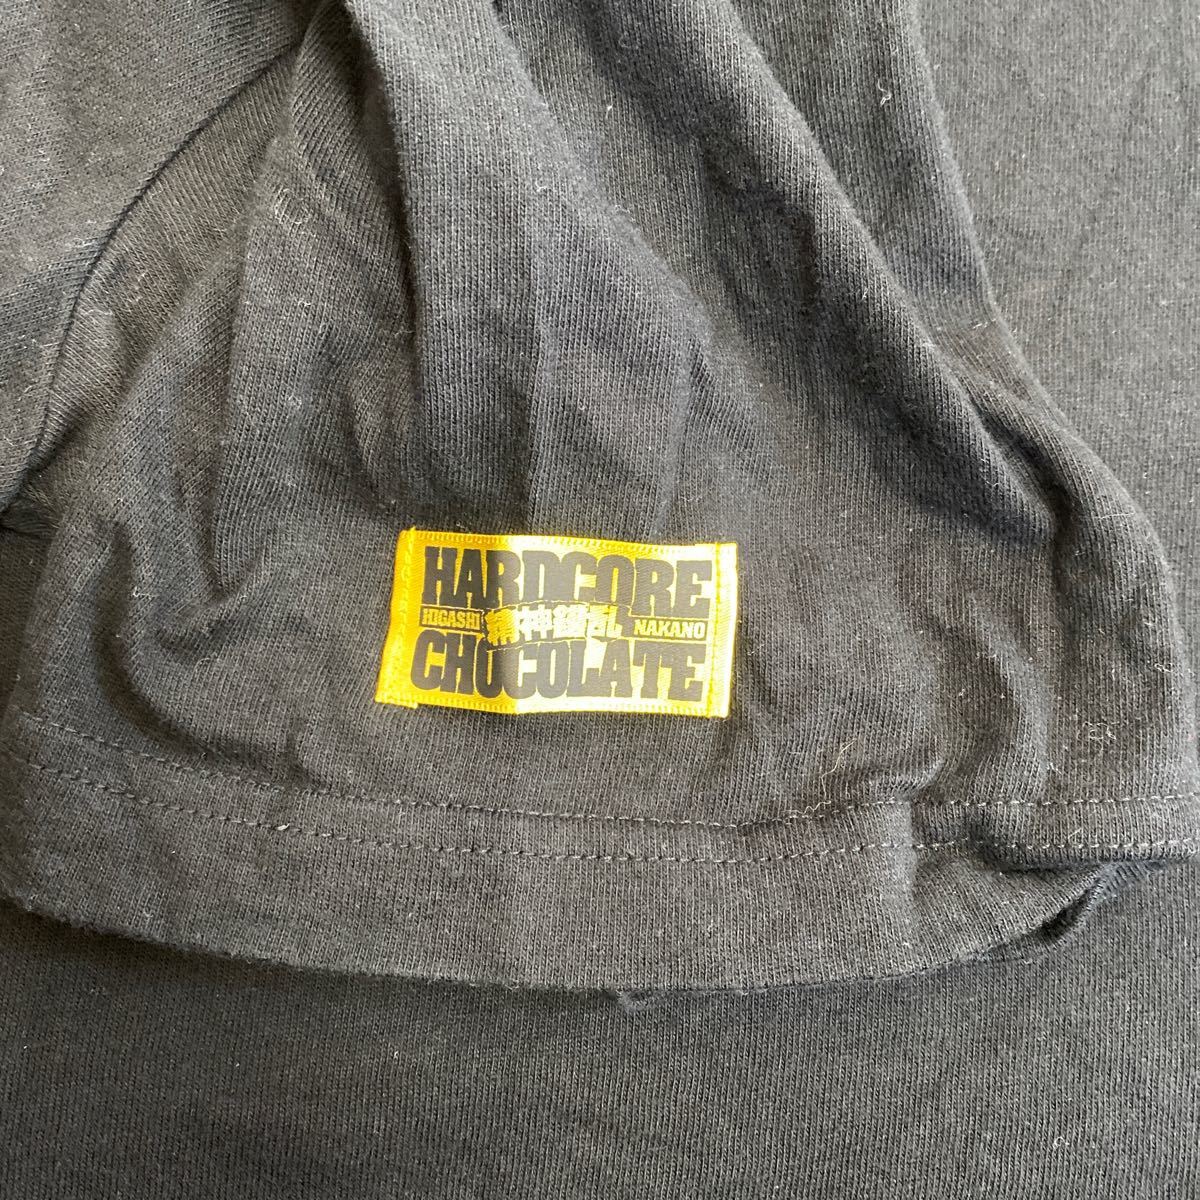 HARDCORE
HIGASHI 精神錯乱 NAKANO
CHOCOLATE